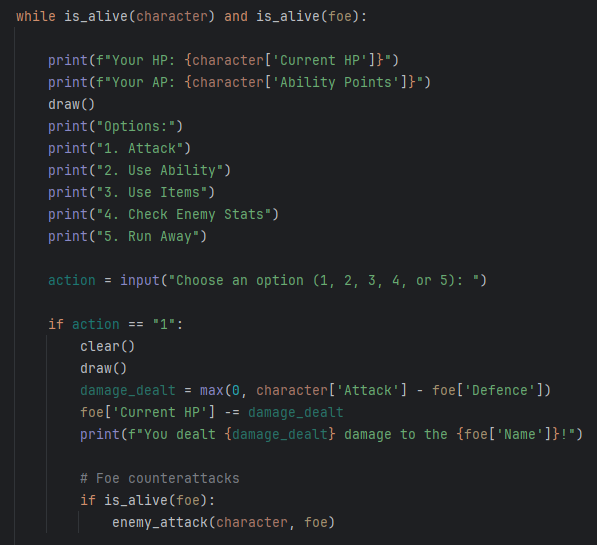 while is_alive(character) and is_alive(foe):
    print(f"Your HP: {character['Current HP']}")
    print(f"Your AP: {character['Ability Points']}")
    draw()
    print("Options:")
    print("1. Attack")
    print("2. Use Ability")
    print("3. Use Items")
    print("4. Check Enemy Stats")
    print("5. Run Away")
    action = input("Choose an option (1, 2, 3, 4, or 5): ")
    if action == "1":
        clear()
        draw()
        damage_dealt = max(0, character['Attack'] - foe['Defence'])
        foe['Current HP'] -= damage_dealt
        print(f"You dealt {damage_dealt} damage to the {foe['Name']}!")
        # Foe counterattacks
        if is_alive(foe):
            enemy_attack(character, foe)